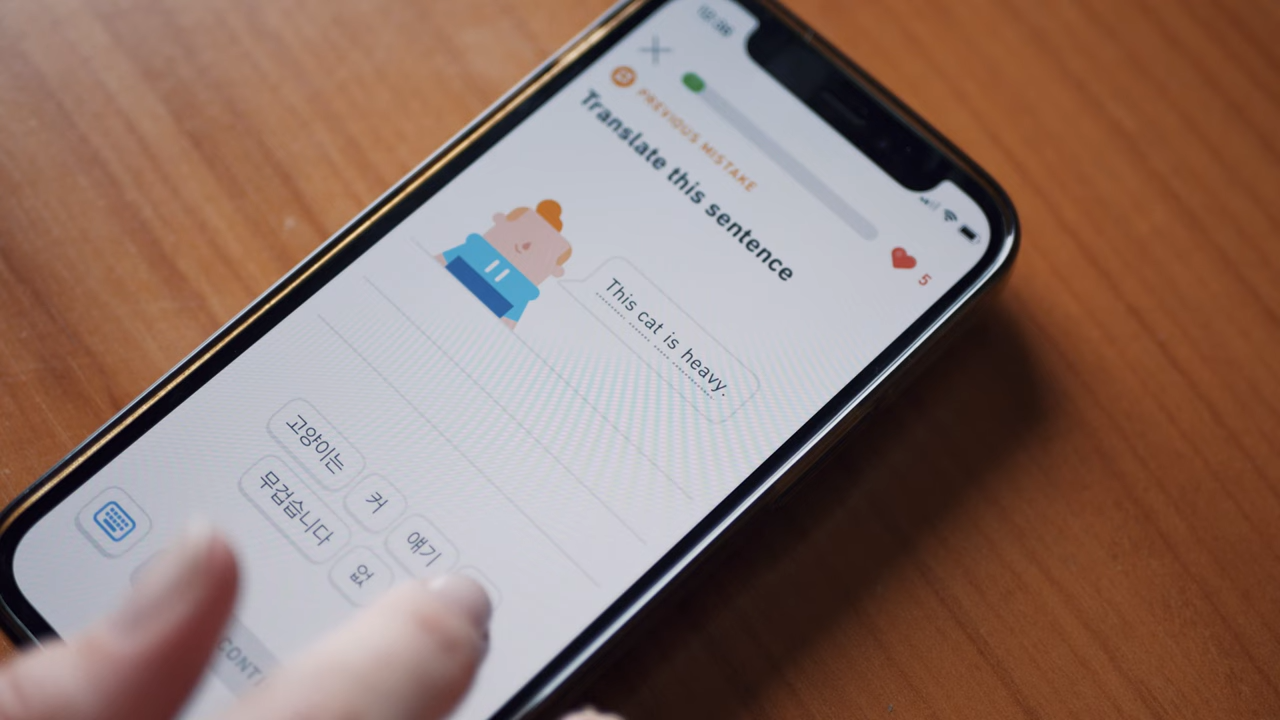 PREVIOUS MISTAKE
5
Translate this sentence
This cat is heavy.
고양이는 커 얘기
무겁습니다 없
CONTI